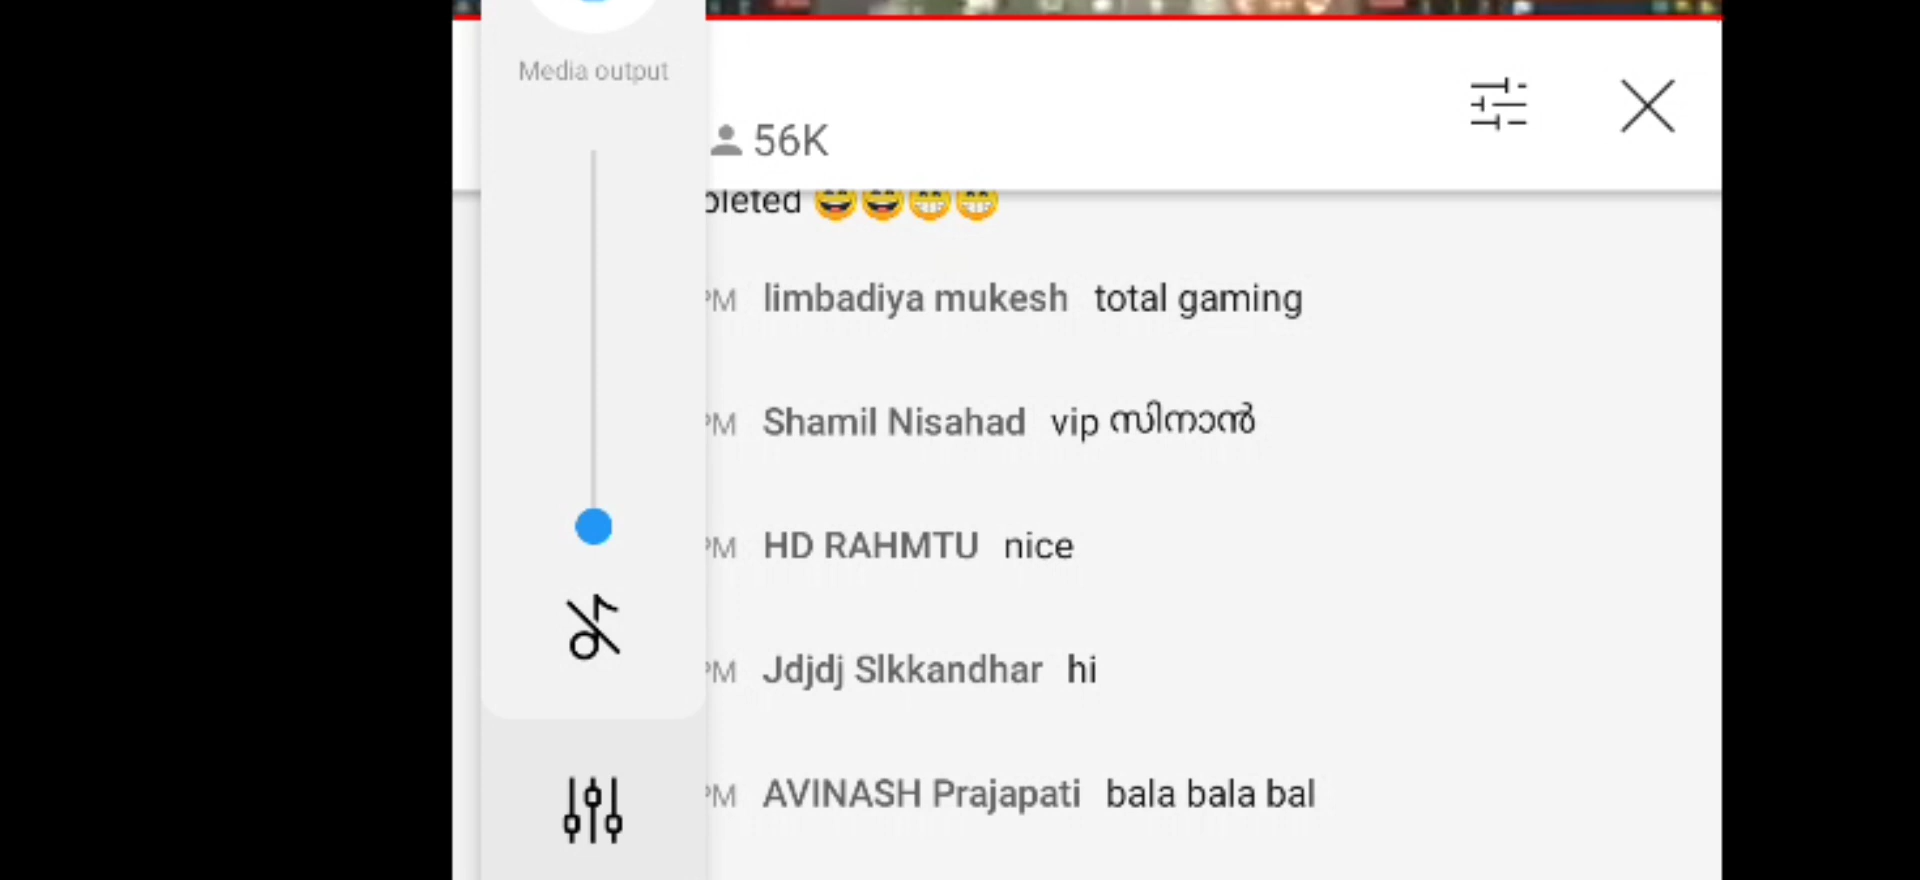 Media output
56K
😄😄😁😁
PM limbadiya mukesh total gaming
PM Shamil Nisahad vip സിനാൻ
PM HD RAHMTU nice
PM Jdjdj Slkkandhar hi
PM AVINASH Prajapati bala bala bal